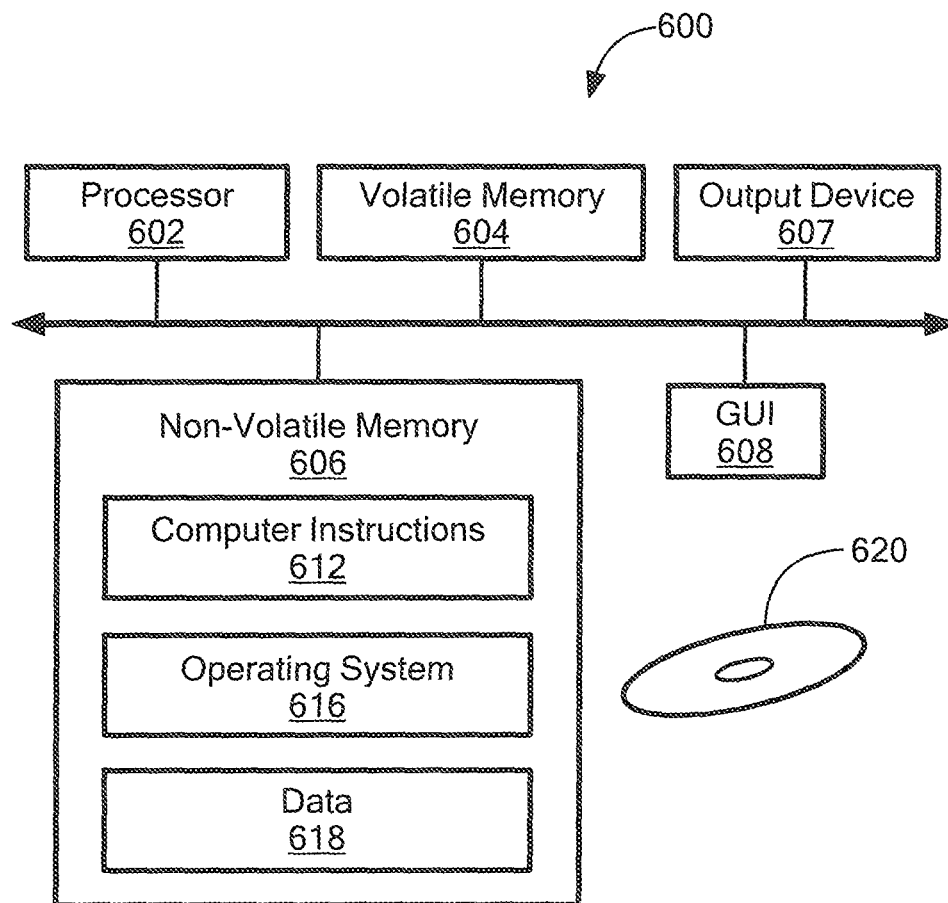 600
Processor
602
Volatile Memory
604
Output Device
607
Non-Volatile Memory
606
GUI
608
Computer Instructions
612
620
Operating System
616
Data
618